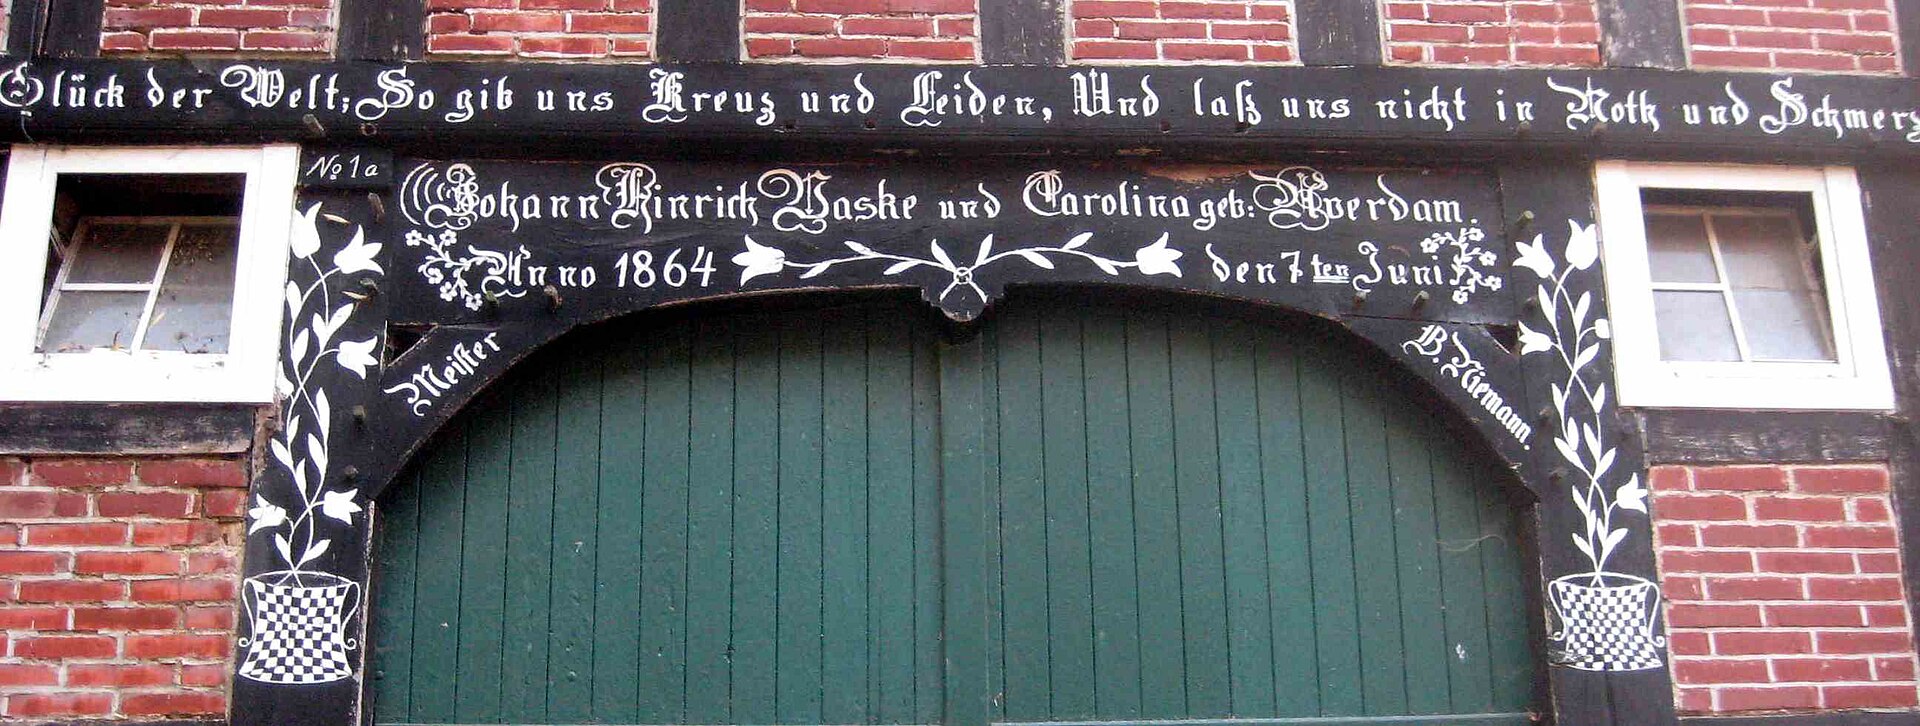 Glück der Welt; So gib uns Kreuz und Leiden, Und laß uns nicht in Noth und Schmerz
No 1a
Johann Hinrich Vaske und Carolina geb: Averdam.
Anno 1864 den 7ten Juni
Meister B. Niemann.